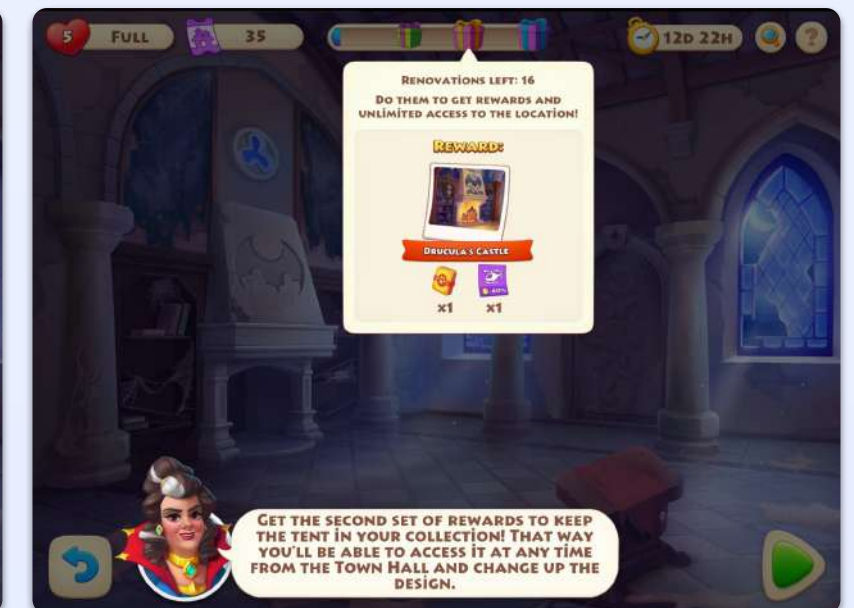 5 FULL
35
12D 22H
?
RENOVATIONS LEFT: 16
DO THEM TO GET REWARDS AND
UNLIMITED ACCESS TO THE LOCATION!
REWARD:
DRUCULA'S CASTLE
-60%
x1 x1
GET THE SECOND SET OF REWARDS TO KEEP
THE TENT IN YOUR COLLECTION! THAT WAY
YOU'LL BE ABLE TO ACCESS IT AT ANY TIME
FROM THE TOWN HALL AND CHANGE UP THE
DESIGN.